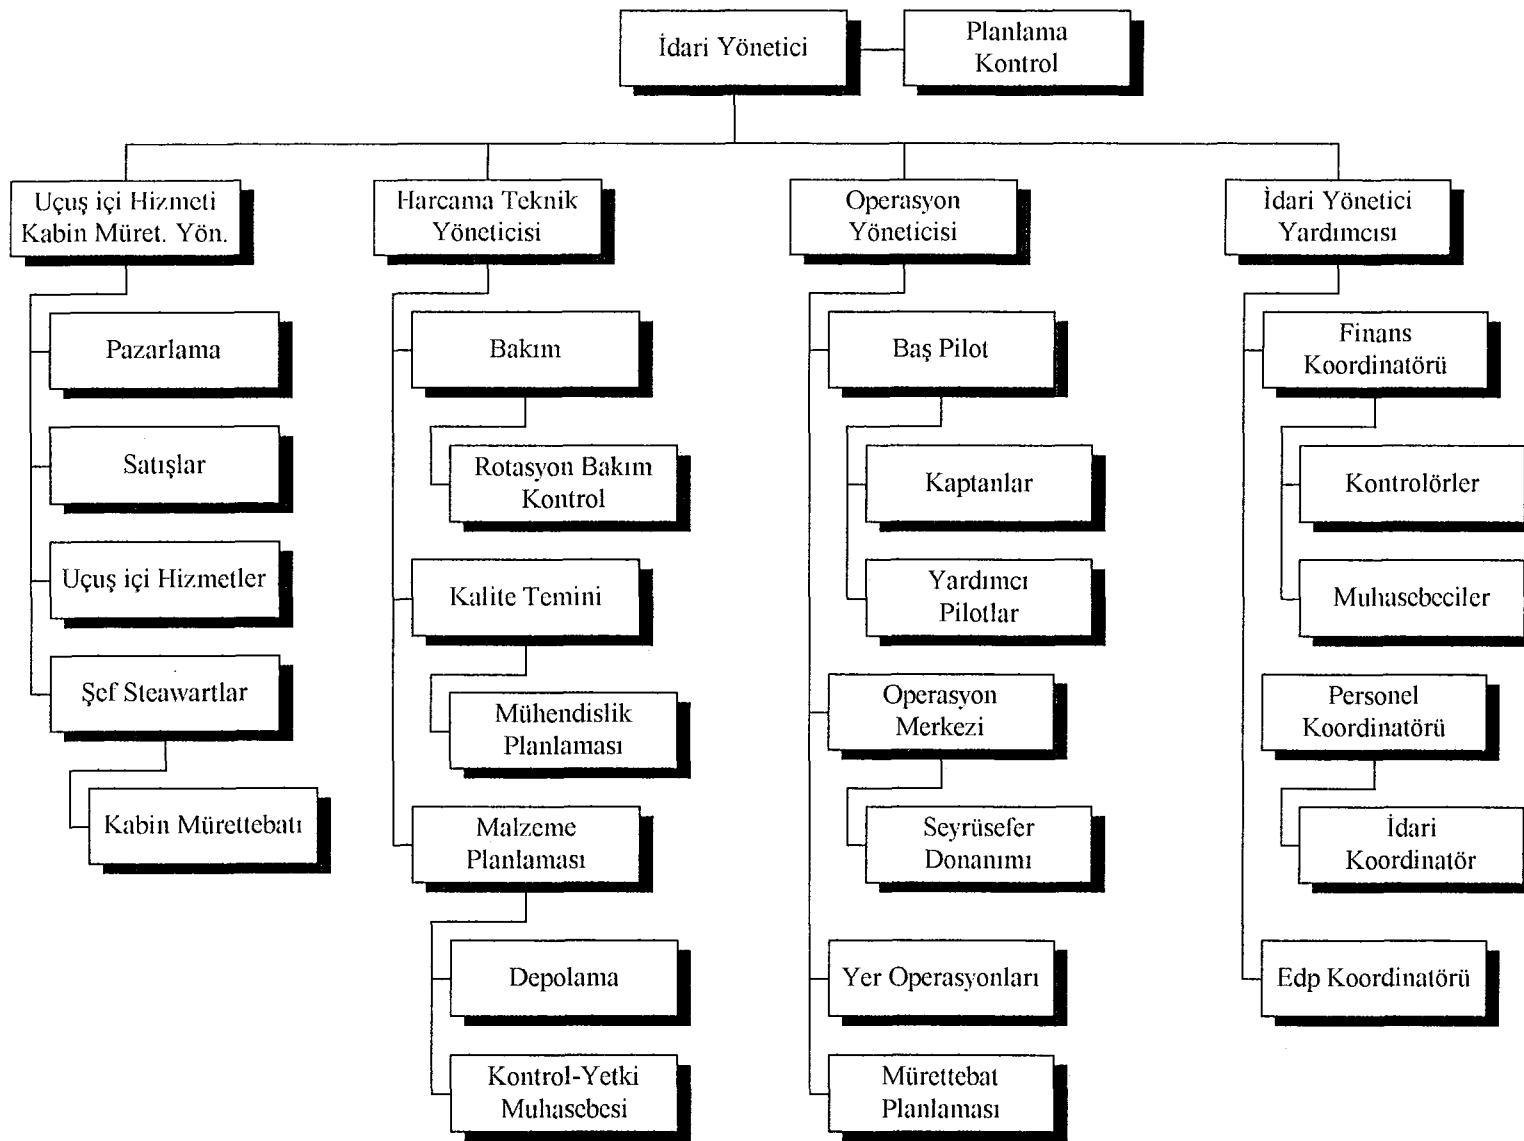 İdari Yönetici
Planlama
Kontrol
Uçuş içi Hizmeti
Kabin Müret. Yön.
Harcama Teknik
Yöneticisi
Operasyon
Yöneticisi
İdari Yönetici
Yardımcısı
Pazarlama
Satışlar
Uçuş içi Hizmetler
Şef Steawartlar
Kabin Mürettebatı
Bakım
Rotasyon Bakım
Kontrol
Kalite Temini
Mühendislik
Planlaması
Malzeme
Planlaması
Depolama
Kontrol-Yetki
Muhasebesi
Baş Pilot
Kaptanlar
Yardımcı
Pilotlar
Operasyon
Merkezi
Seyrüsefer
Donanımı
Yer Operasyonları
Mürettebat
Planlaması
Finans
Koordinatörü
Kontrolörler
Muhasebeciler
Personel
Koordinatörü
İdari
Koordinatör
Edp Koordinatörü